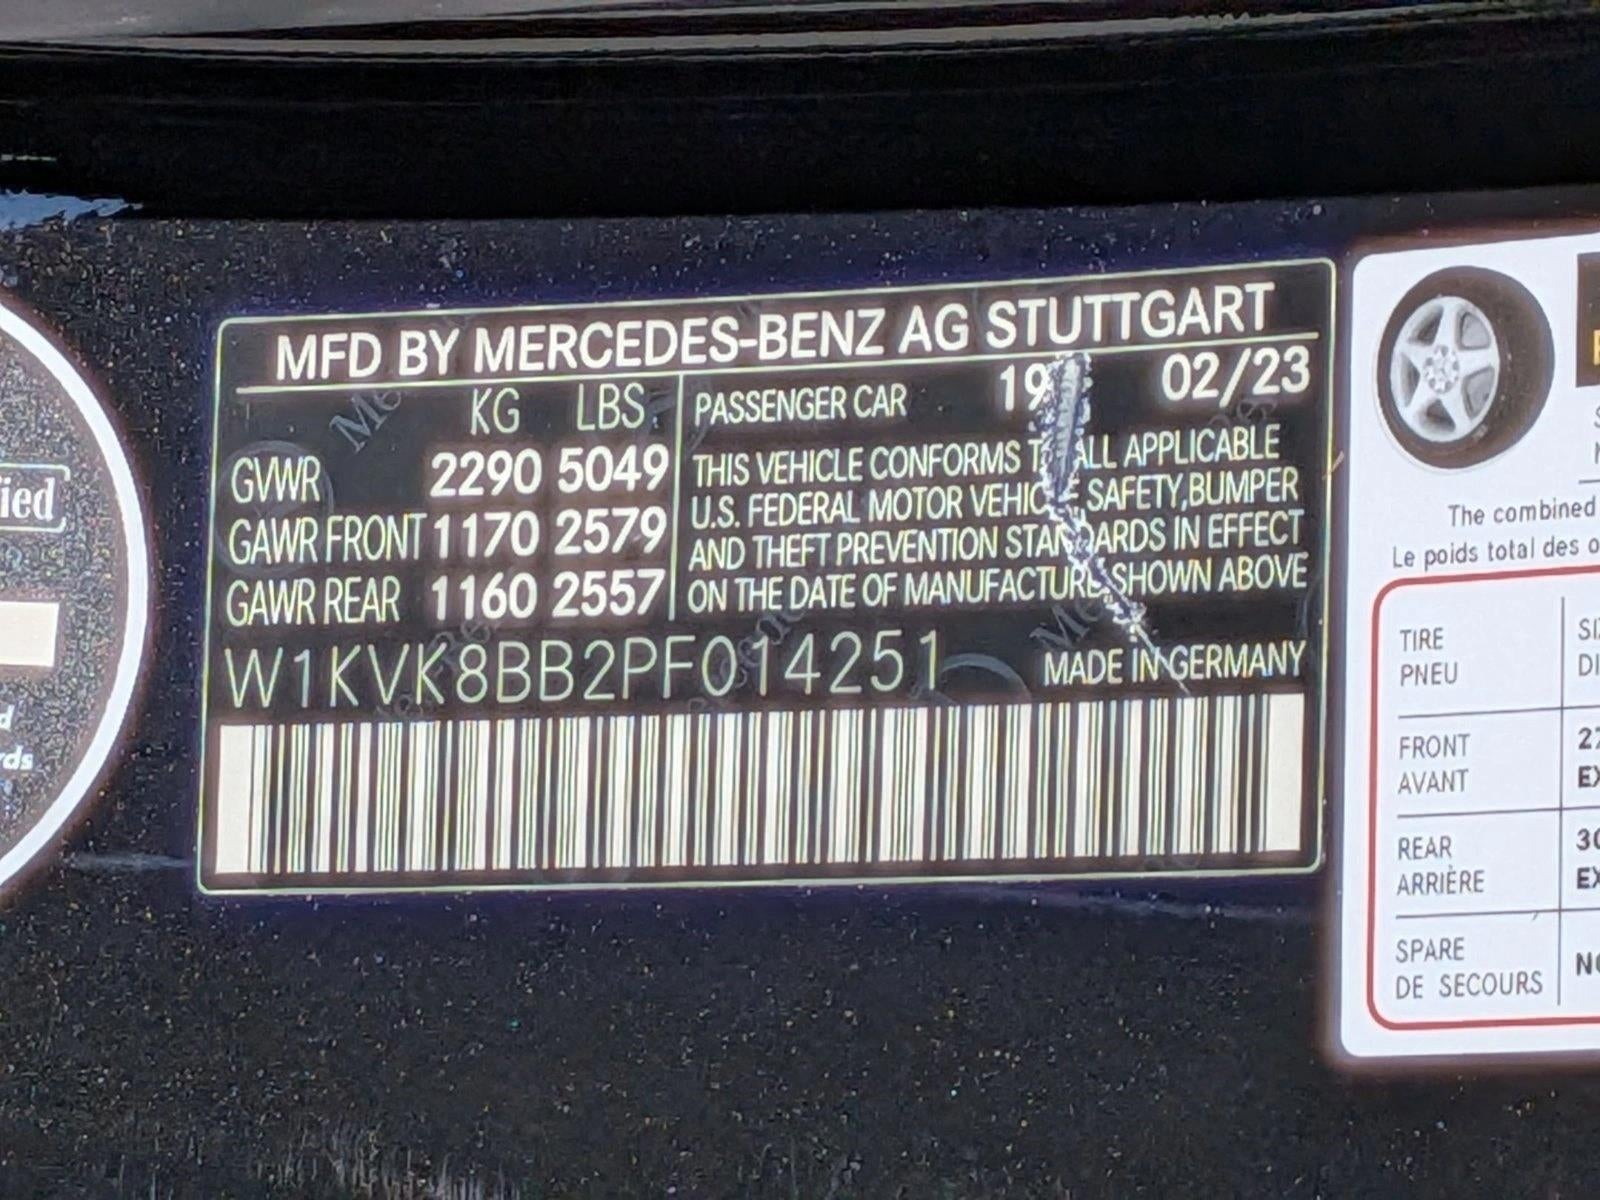 MFD BY MERCEDES-BENZ AG STUTTGART
KG LBS
GVWR 2290 5049
GAWR FRONT 1170 2579
GAWR REAR 1160 2557
PASSENGER CAR 02/23
THIS VEHICLE CONFORMS ALL APPLICABLE
U.S. FEDERAL MOTOR VEHICLE SAFETY,BUMPER
AND THEFT PREVENTION STANDARDS IN EFFECT
ON THE DATE OF MANUFACTURE SHOWN ABOVE
W1KVK8BB2PF014251
MADE IN GERMANY
The combined
Le poids total des
TIRE
PNEU
FRONT
AVANT
REAR
ARRIÈRE
SPARE
DE SECOURS